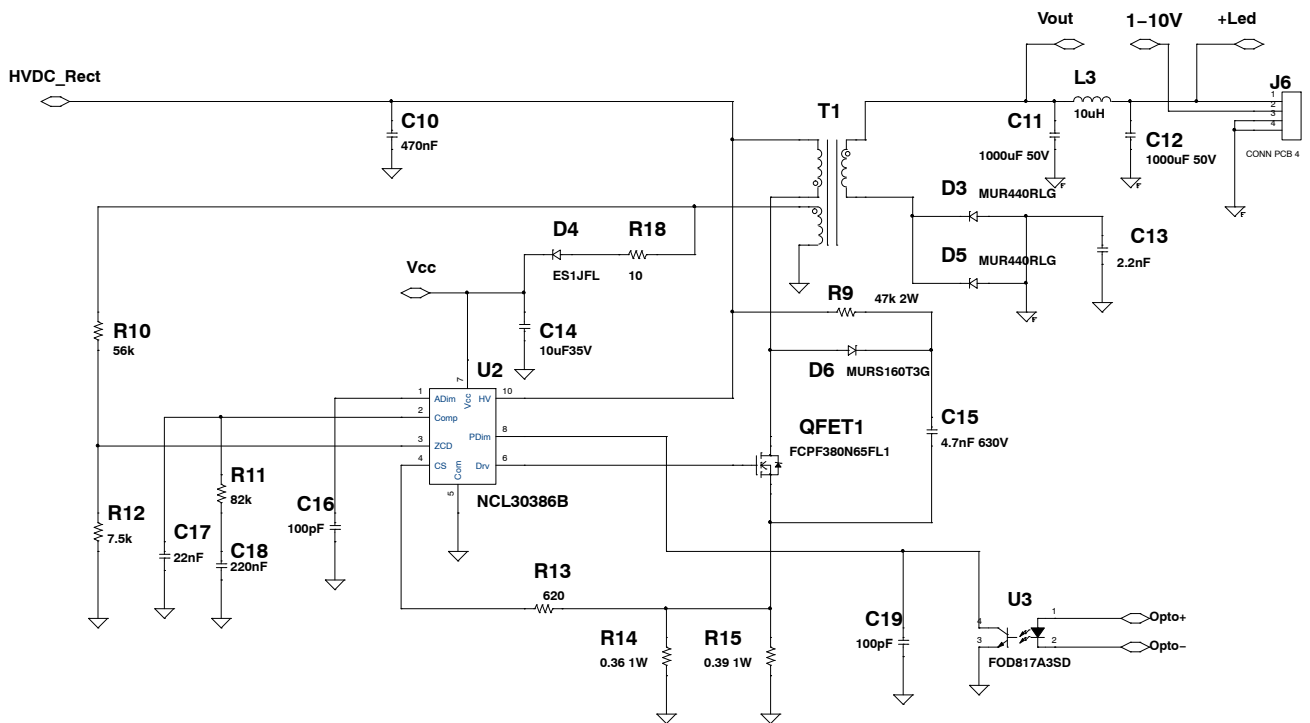 Vout
1–10V
+Led
HVDC_Rect
L3
10uH
J6
1
2
3
4
CONN PCB 4
T1
C10
470nF
C11
1000uF 50V
C12
1000uF 50V
F
F
F
D3
MUR440RLG
D5
MUR440RLG
C13
2.2nF
F
D4
ES1JFL
R18
10
Vcc
C14
10uF35V
R9
47k 2W
D6
MURS160T3G
R10
56k
U2
7
1
ADim
Vcc
HV
10
2
Comp
PDim
8
3
ZCD
4
CS
Com
Drv
6
5
NCL30386B
QFET1
FCPF380N65FL1
C15
4.7nF 630V
R11
82k
R12
7.5k
C16
100pF
C17
22nF
C18
220nF
R13
620
R14
0.36 1W
R15
0.39 1W
C19
100pF
U3
4
3
1
2
FOD817A3SD
Opto+
Opto–